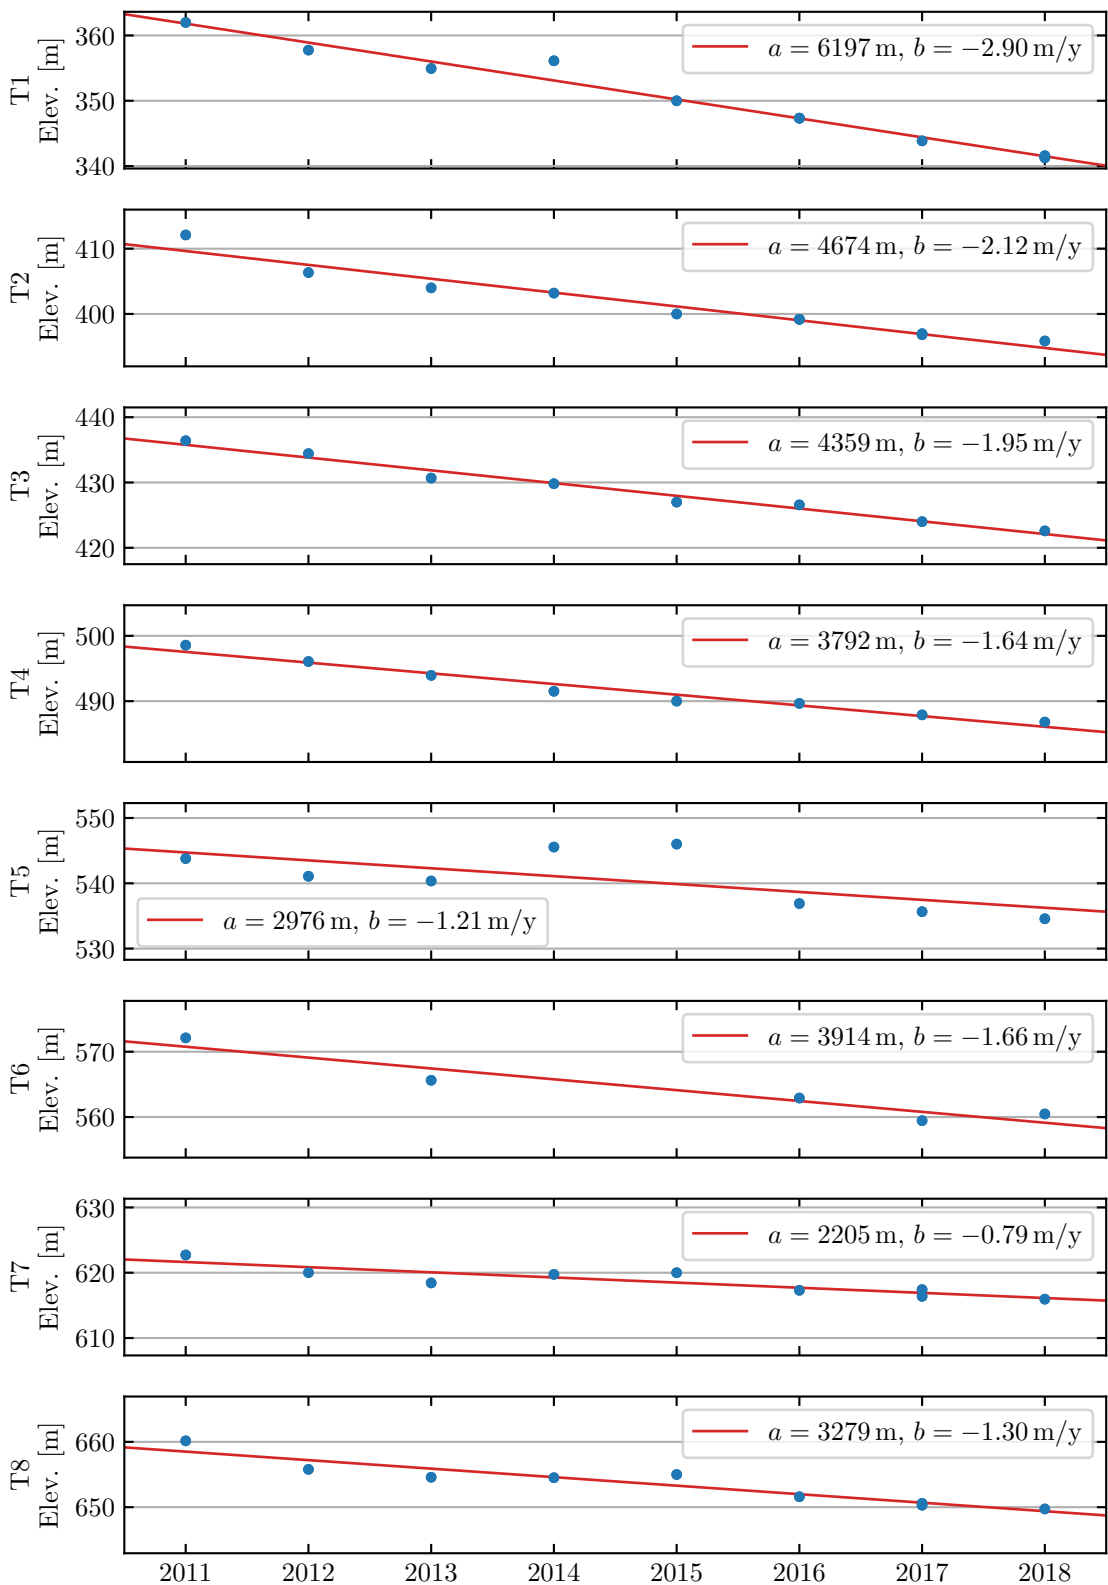 T1
Elev. [m]
360
350
340
a = 6197 m, b = −2.90 m/y
T2
Elev. [m]
410
400
a = 4674 m, b = −2.12 m/y
T3
Elev. [m]
440
430
420
a = 4359 m, b = −1.95 m/y
T4
Elev. [m]
500
490
a = 3792 m, b = −1.64 m/y
T5
Elev. [m]
550
540
530
a = 2976 m, b = −1.21 m/y
T6
Elev. [m]
570
560
a = 3914 m, b = −1.66 m/y
T7
Elev. [m]
630
620
610
a = 2205 m, b = −0.79 m/y
T8
Elev. [m]
660
650
a = 3279 m, b = −1.30 m/y
2011 2012 2013 2014 2015 2016 2017 2018